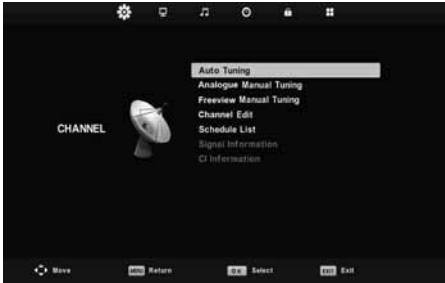 Auto Tuning
Analogue Manual Tuning
Freeview Manual Tuning
Channel Edit
CHANNEL
Schedule List
Signal Information
CI Information
Move
MENU Return
OK Select
EXIT Exit